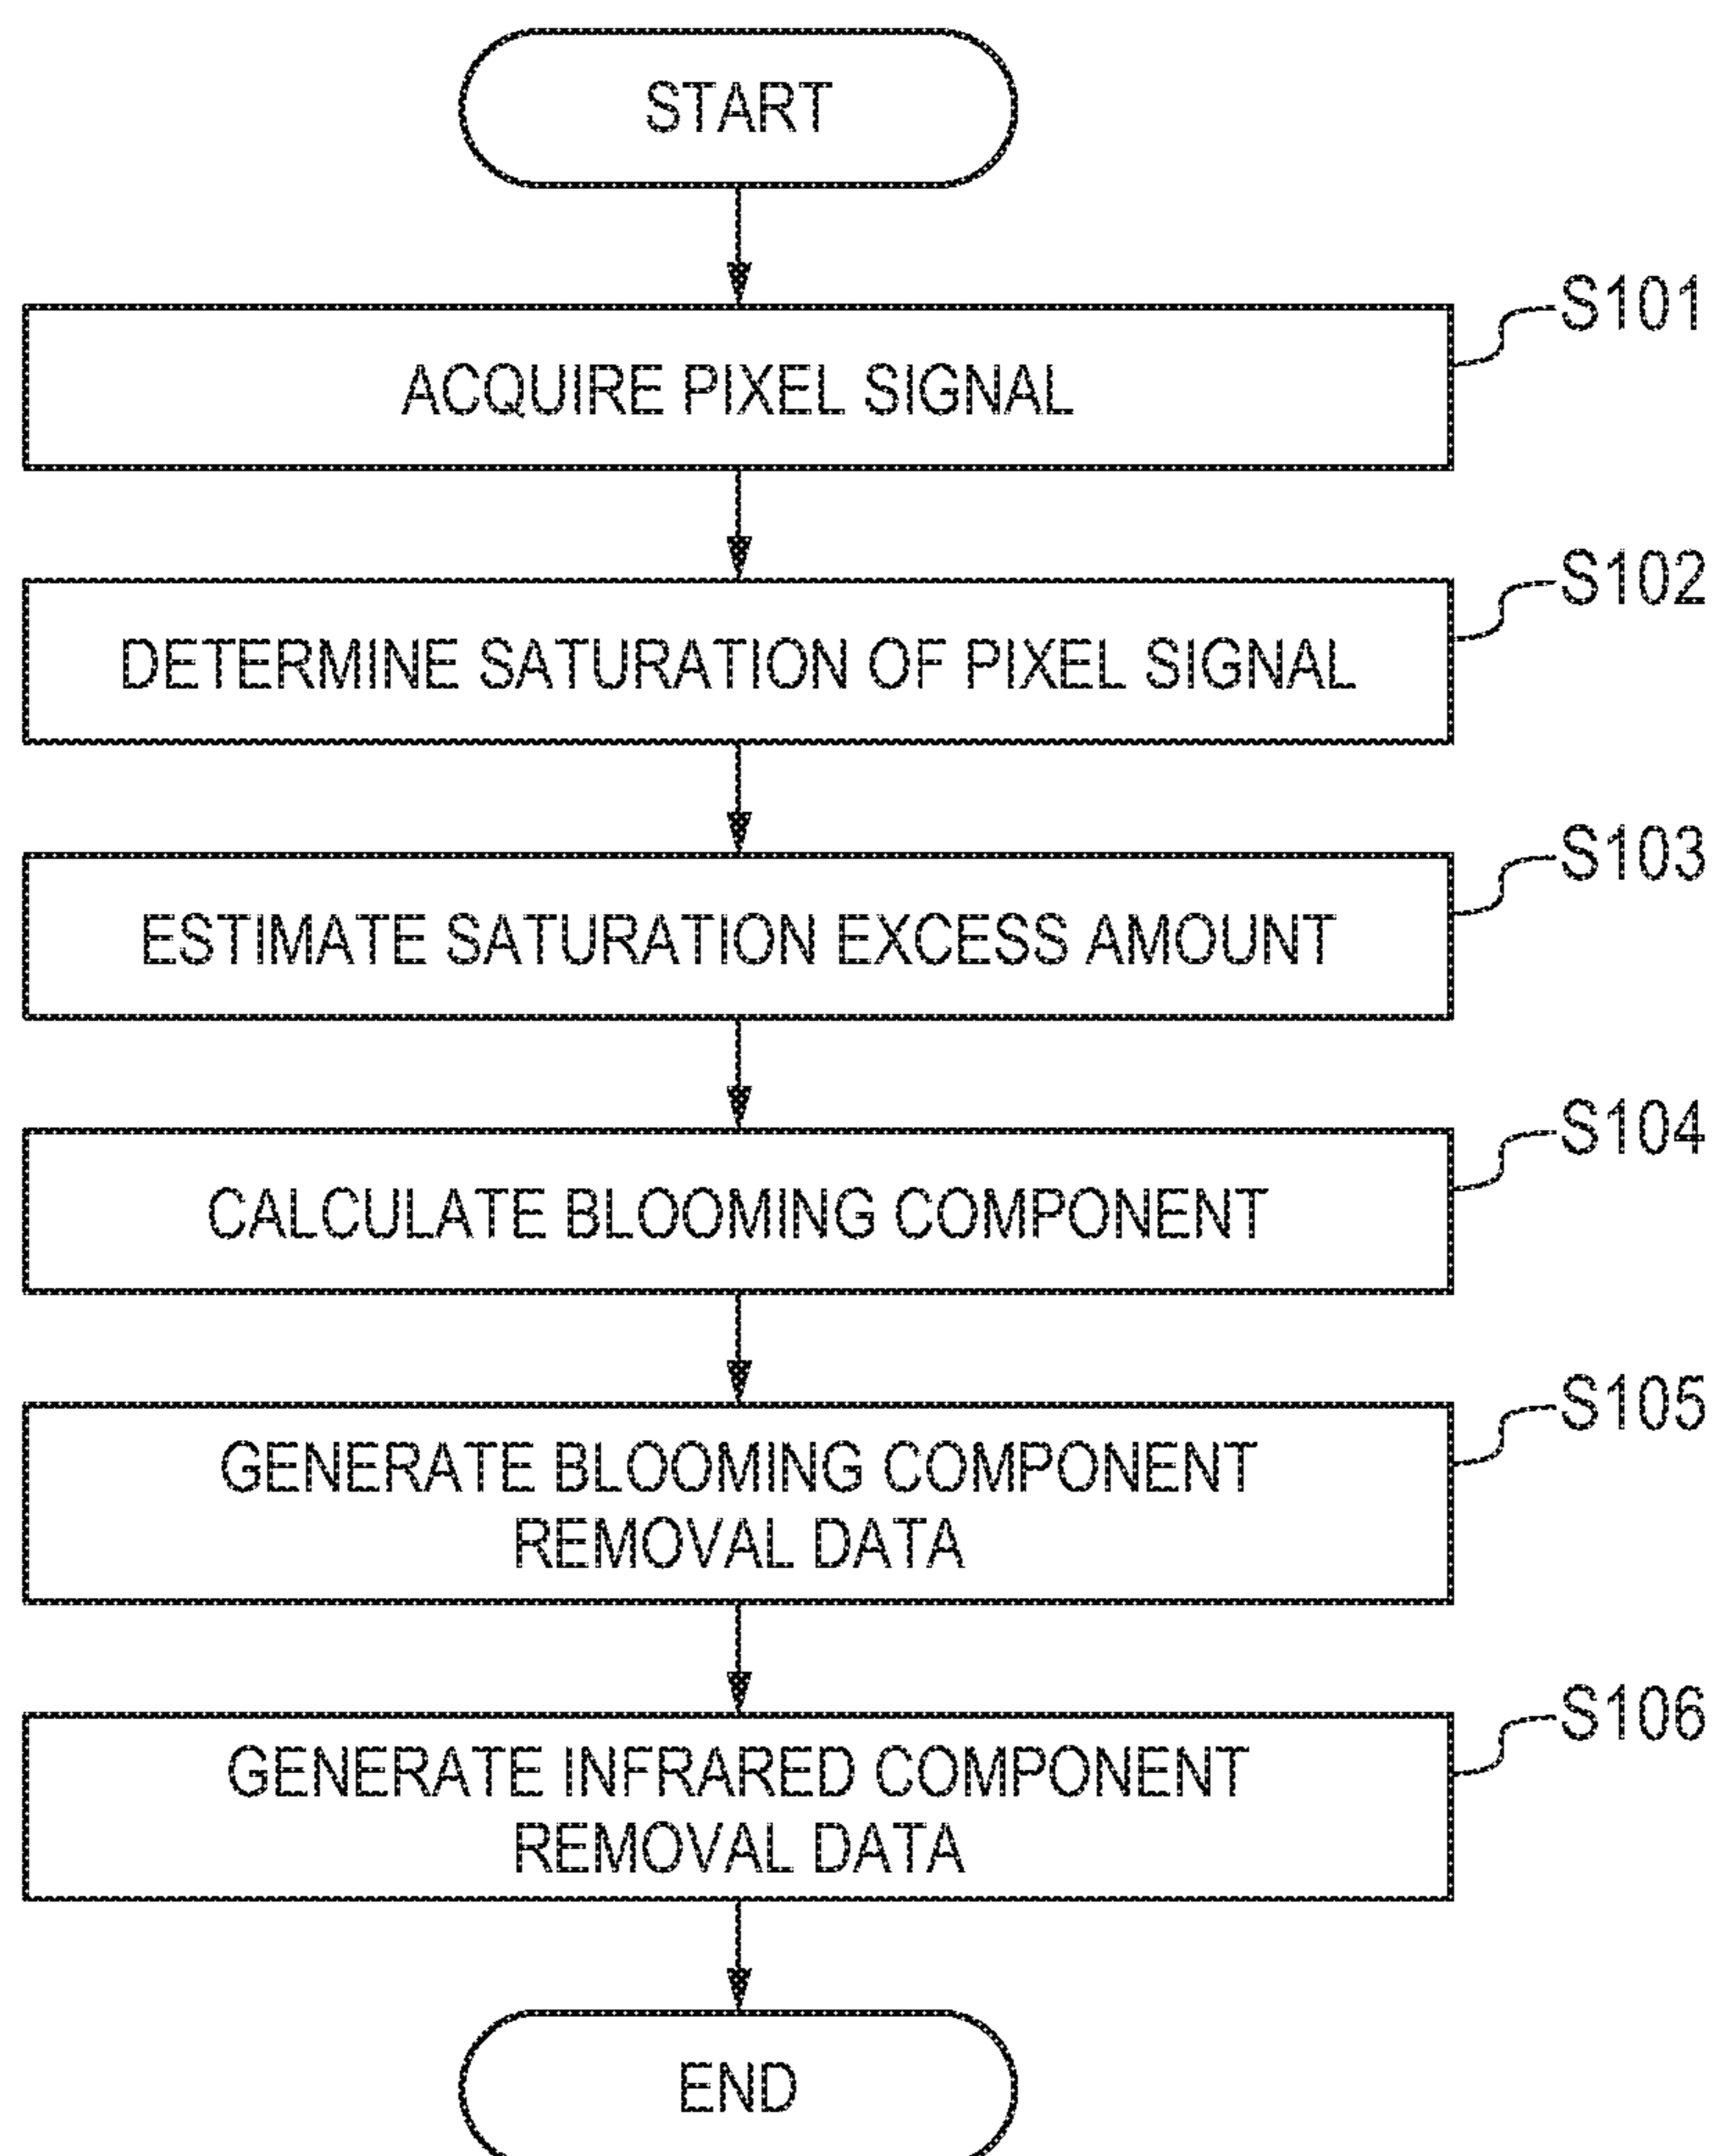 START
S101
ACQUIRE PIXEL SIGNAL
S102
DETERMINE SATURATION OF PIXEL SIGNAL
S103
ESTIMATE SATURATION EXCESS AMOUNT
S104
CALCULATE BLOOMING COMPONENT
S105
GENERATE BLOOMING COMPONENT
REMOVAL DATA
S106
GENERATE INFRARED COMPONENT
REMOVAL DATA
END